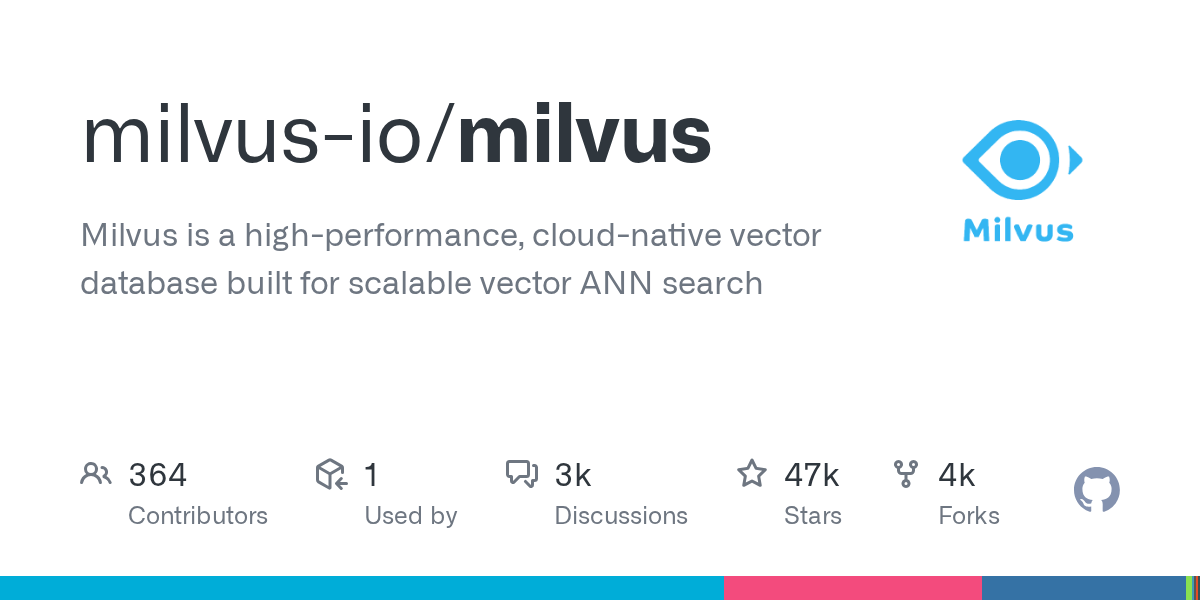 milvus-io/milvus
Milvus is a high-performance, cloud-native vector
database built for scalable vector ANN search
Milvus
364
Contributors
1
Used by
3k
Discussions
47k
Stars
4k
Forks